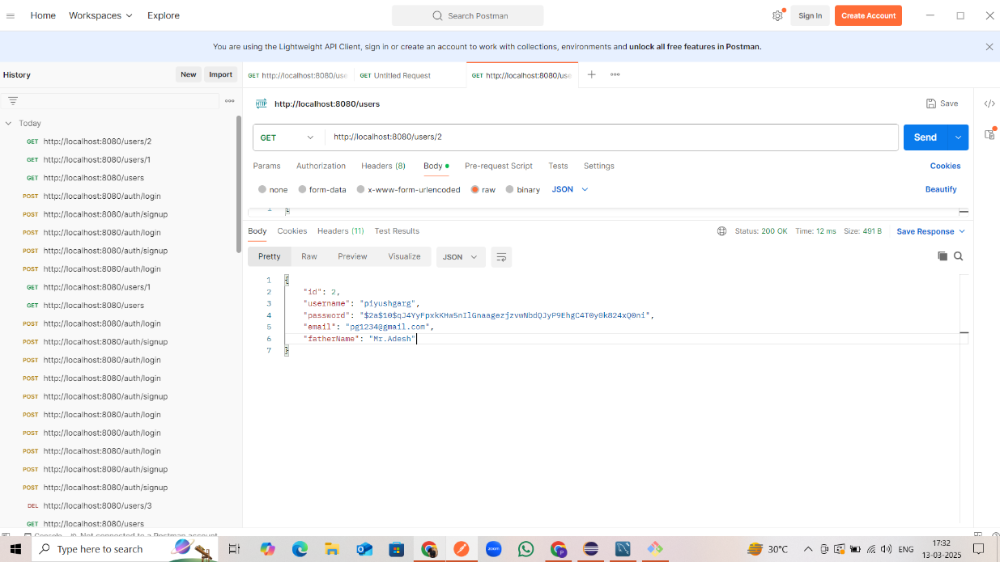 Home Workspaces Explore Search Postman Sign In Create Account
You are using the Lightweight API Client, sign in or create an account to work with collections, environments and unlock all free features in Postman.
History New Import GET http://localhost:8080/use GET Untitled Request GET http://localhost:8080/use
HTTP http://localhost:8080/users Save
Today
GET http://localhost:8080/users/2 Send
GET http://localhost:8080/users/2
GET http://localhost:8080/users/1
Params Authorization Headers (8) Body Pre-request Script Tests Settings Cookies
GET http://localhost:8080/users
none form-data x-www-form-urlencoded raw binary JSON Beautify
POST http://localhost:8080/auth/login
POST http://localhost:8080/auth/signup
1 {
POST http://localhost:8080/auth/login
Body Cookies Headers (11) Test Results Status: 200 OK Time: 12 ms Size: 491 B Save Response
POST http://localhost:8080/auth/signup
Pretty Raw Preview Visualize JSON
POST http://localhost:8080/auth/login
GET http://localhost:8080/users/1
GET http://localhost:8080/users
POST http://localhost:8080/auth/login
POST http://localhost:8080/auth/signup
POST http://localhost:8080/auth/login
POST http://localhost:8080/auth/login
POST http://localhost:8080/auth/signup
POST http://localhost:8080/auth/login
POST http://localhost:8080/auth/login
POST http://localhost:8080/auth/login
POST http://localhost:8080/auth/signup
POST http://localhost:8080/auth/signup
DEL http://localhost:8080/users/3
GET http://localhost:8080/users
1 {
2 "id": 2,
3 "username": "piyushgarg",
4 "password": "$2a$10$qJ4YyFpxkKHw5nIlGnaagezjzvwNbdQJyP9EhgC4T0y0k824xQ0ni",
5 "email": "pg1234@gmail.com",
6 "fatherName": "Mr.Adesh"
7 }
Console Not connected to a Postman account
Type here to search zoom 30°C ENG 17:32
13-03-2025